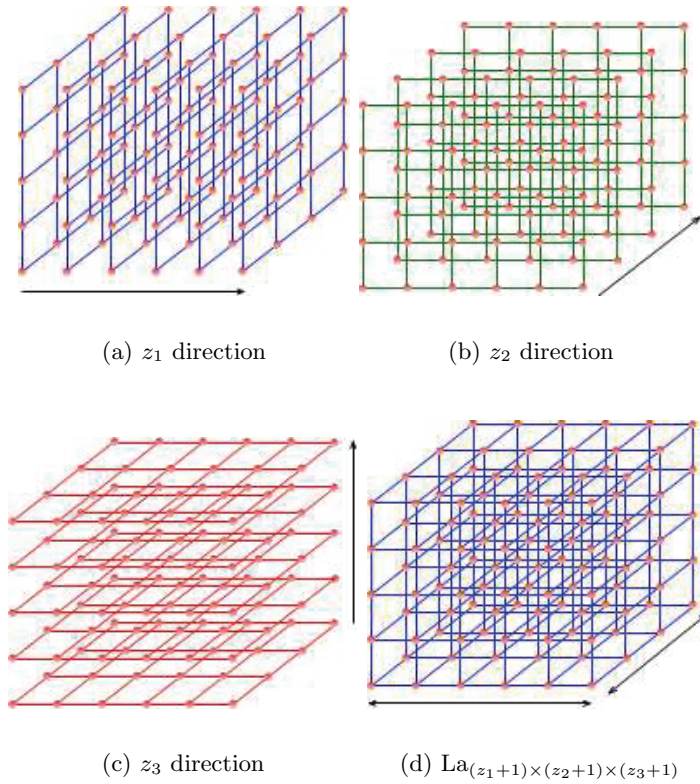 (a) z₁ direction
(b) z₂ direction
(c) z₃ direction
(d) La₍z₁₊₁₎×₍z₂₊₁₎×₍z₃₊₁₎